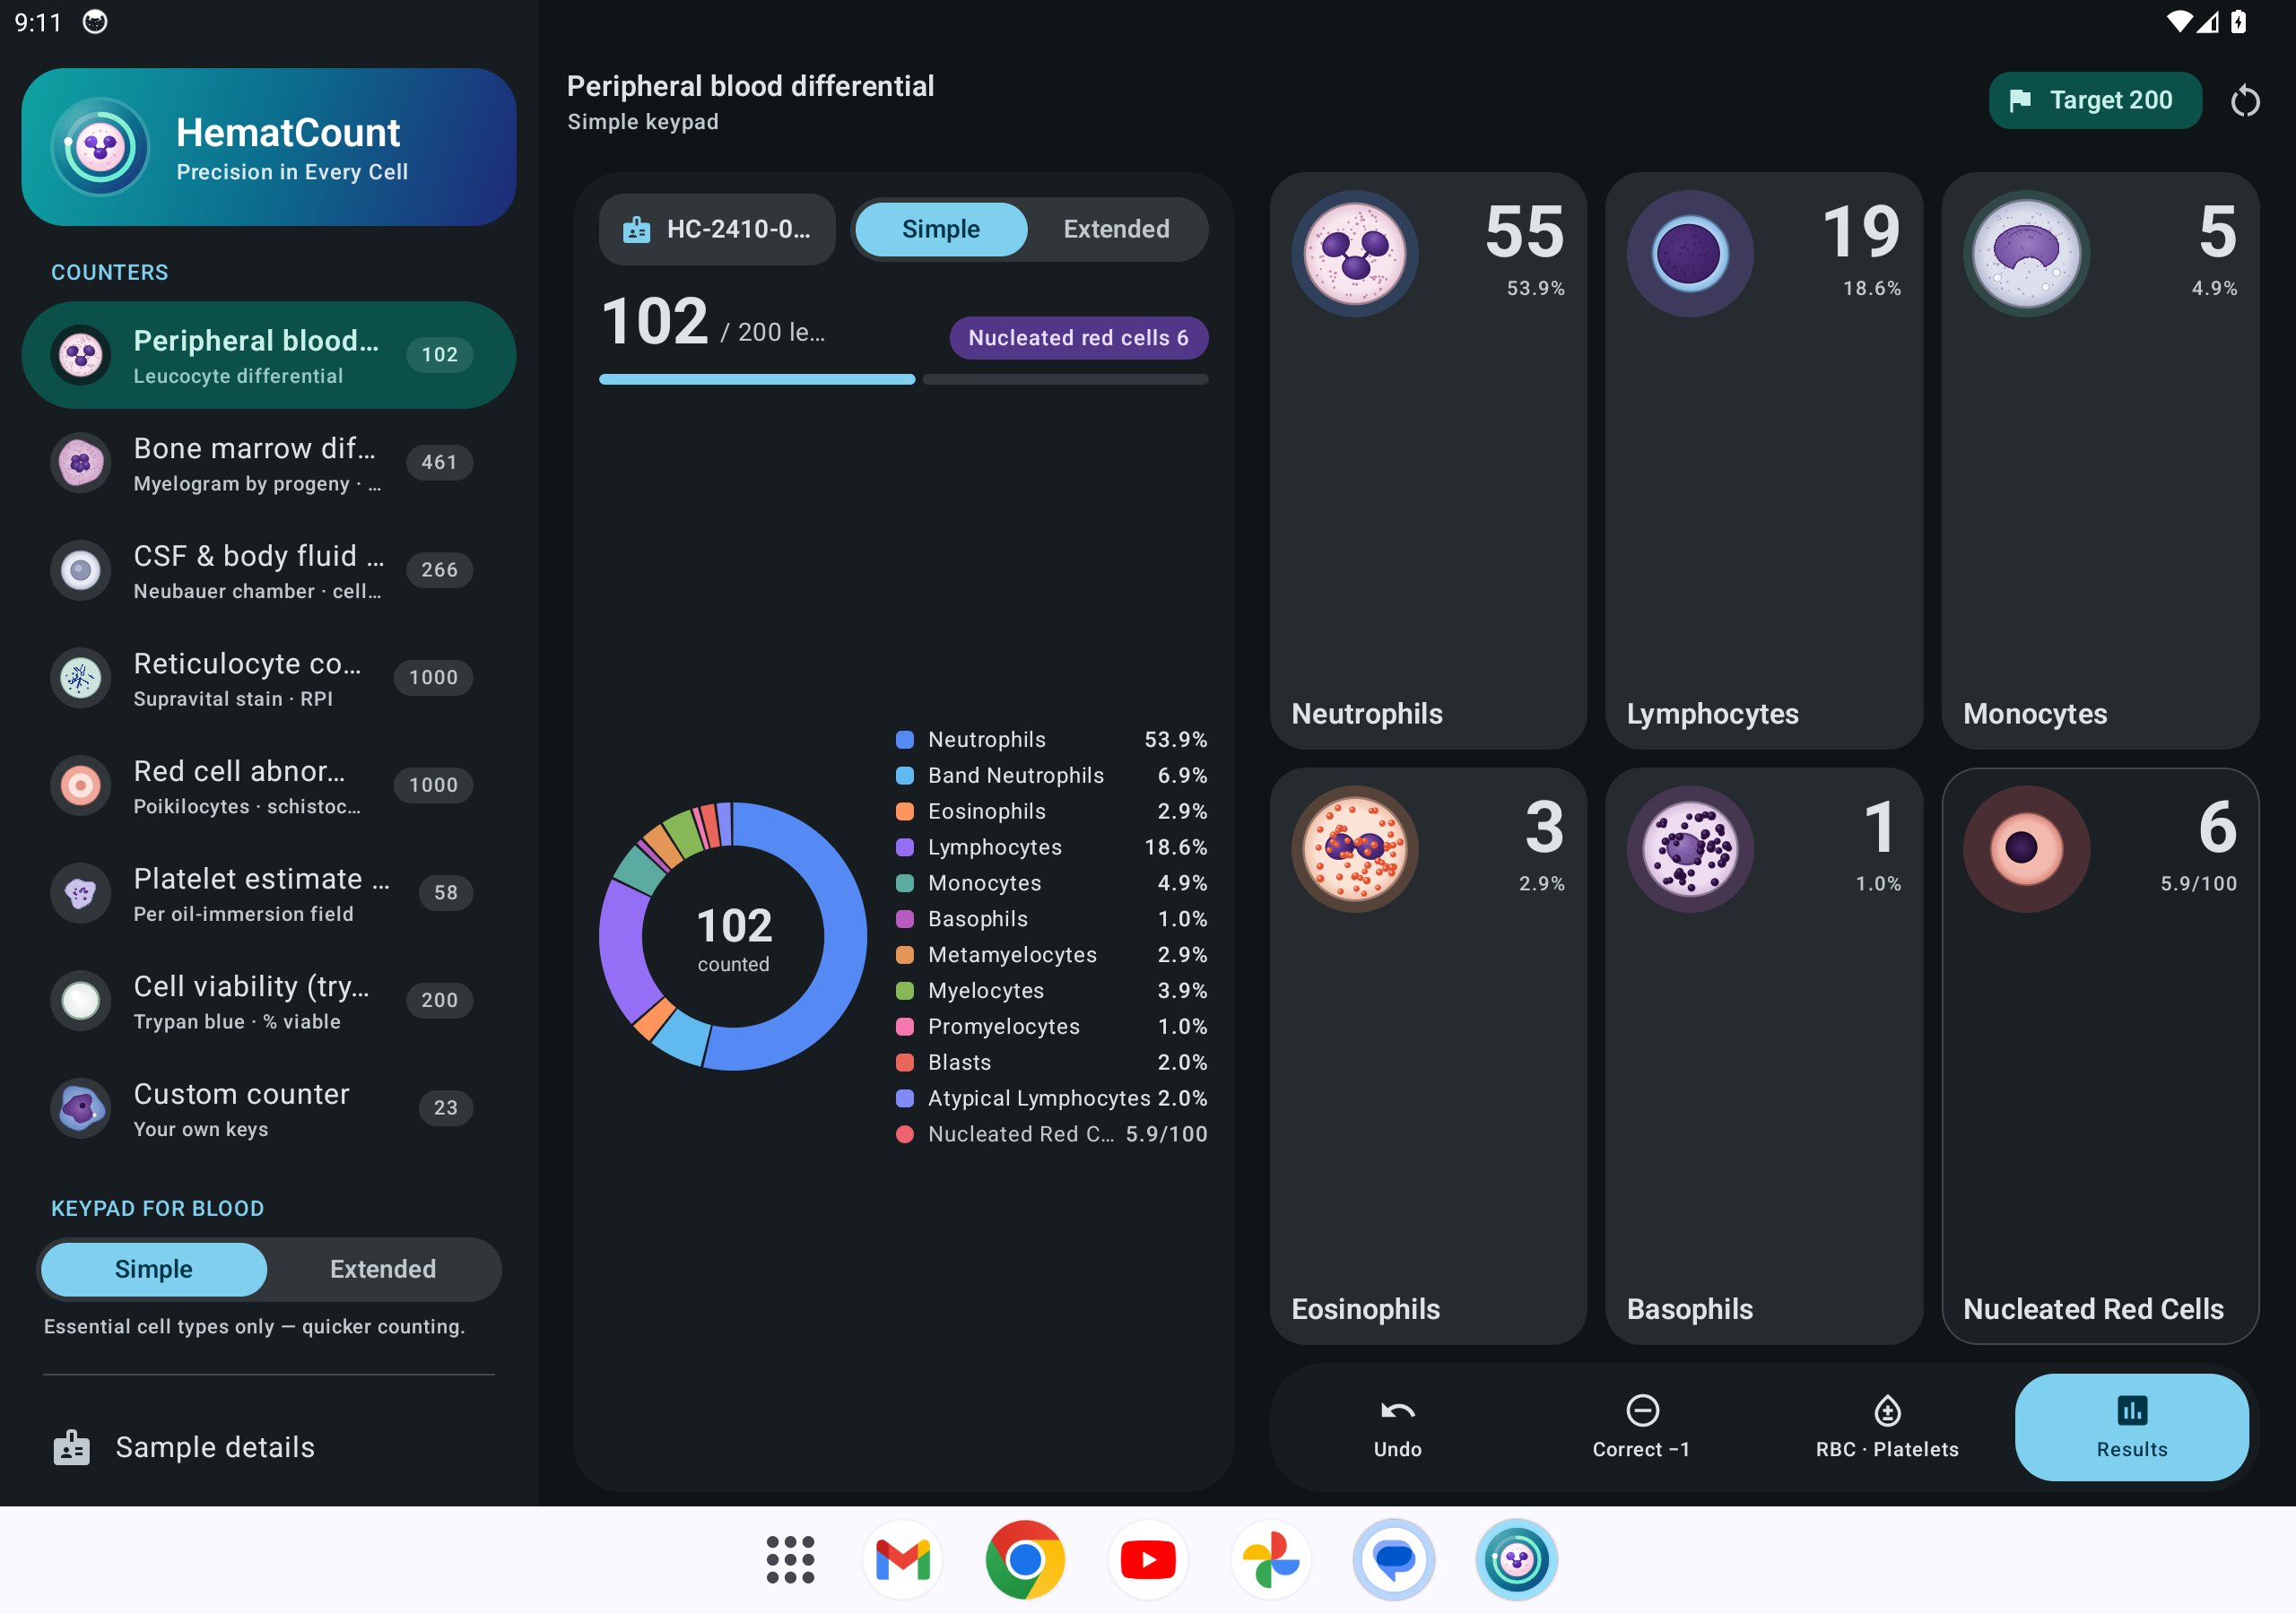 9:11
HematCount
Precision in Every Cell
COUNTERS
Peripheral blood…
Leucocyte differential
102
Bone marrow dif…
Myelogram by progeny · …
461
CSF & body fluid …
Neubauer chamber · cell…
266
Reticulocyte co…
Supravital stain · RPI
1000
Red cell abnor…
Poikilocytes · schistoc…
1000
Platelet estimate …
Per oil-immersion field
58
Cell viability (try…
Trypan blue · % viable
200
Custom counter
Your own keys
23
KEYPAD FOR BLOOD
Simple
Extended
Essential cell types only — quicker counting.
Sample details
Peripheral blood differential
Simple keypad
Target 200
HC-2410-0…
Simple
Extended
102 / 200 le…
Nucleated red cells 6
102
counted
Neutrophils 53.9%
Band Neutrophils 6.9%
Eosinophils 2.9%
Lymphocytes 18.6%
Monocytes 4.9%
Basophils 1.0%
Metamyelocytes 2.9%
Myelocytes 3.9%
Promyelocytes 1.0%
Blasts 2.0%
Atypical Lymphocytes 2.0%
Nucleated Red C… 5.9/100
55
53.9%
Neutrophils
19
18.6%
Lymphocytes
5
4.9%
Monocytes
3
2.9%
Eosinophils
1
1.0%
Basophils
6
5.9/100
Nucleated Red Cells
Undo
Correct −1
RBC · Platelets
Results